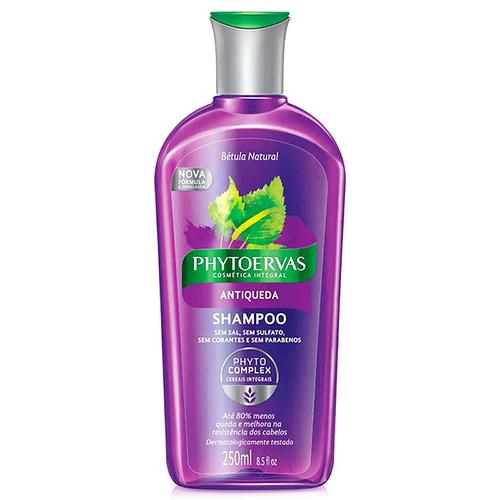 Bétula Natural
NOVA
FÓRMULA
E EMBALAGEM
PHYTOERVAS
COSMÉTICA INTEGRAL
ANTIQUEDA
SHAMPOO
SEM SAL, SEM SULFATO,
SEM CORANTES E SEM PARABENOS
PHYTO
COMPLEX
CEREAIS INTEGRAIS
Até 80% menos
queda e melhora na
resistência dos cabelos
Dermatologicamente testado
250ml 8.5 fl oz